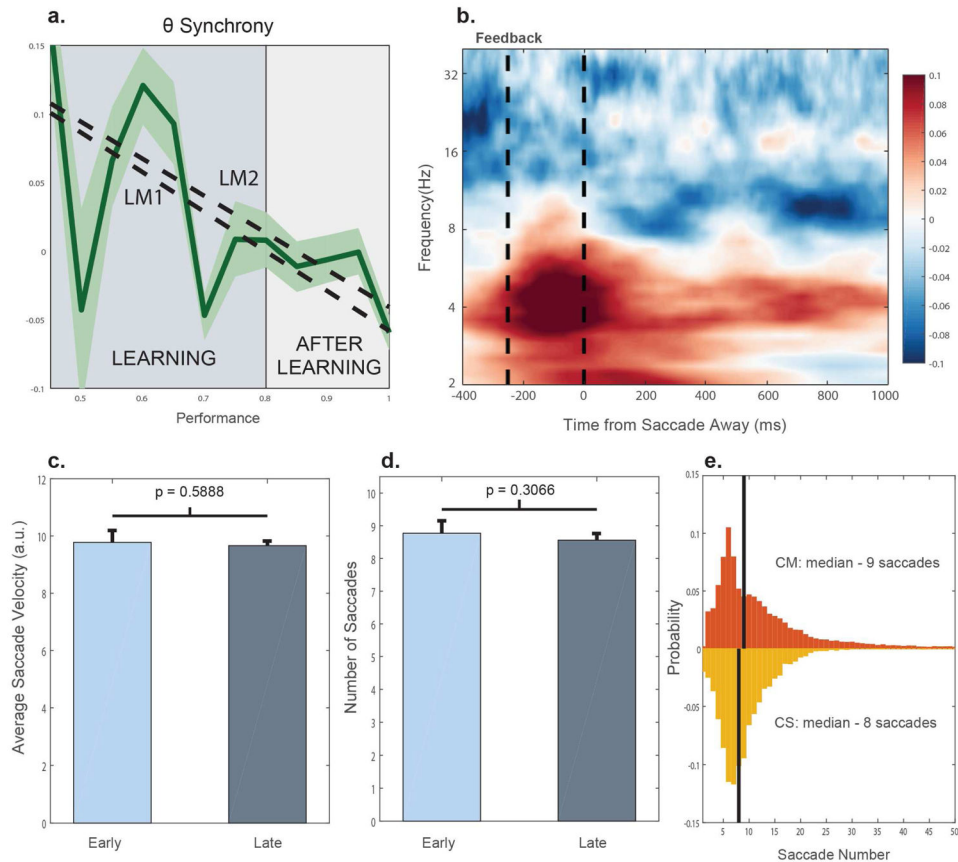 a.
θ Synchrony
0.15
0.1
0.05
0
-0.05
-0.1
LM1
LM2
LEARNING
AFTER
LEARNING
0.5
0.6
0.7
0.8
0.9
1
Performance
b.
Feedback
Frequency(Hz)
32
16
8
4
2
-400
-200
0
200
400
600
800
1000
Time from Saccade Away (ms)
0.1
0.08
0.06
0.04
0.02
0
-0.02
-0.04
-0.06
-0.08
-0.1
c.
p = 0.5888
Average Saccade Velocity (a.u.)
12
10
8
6
4
2
0
Early
Late
d.
p = 0.3066
Number of Saccades
10
9
8
7
6
5
4
3
2
1
0
Early
Late
e.
Probability
0.15
0.1
0.05
0
-0.05
-0.1
-0.15
CM: median - 9 saccades
CS: median - 8 saccades
5
10
15
20
25
30
35
40
45
50
Saccade Number